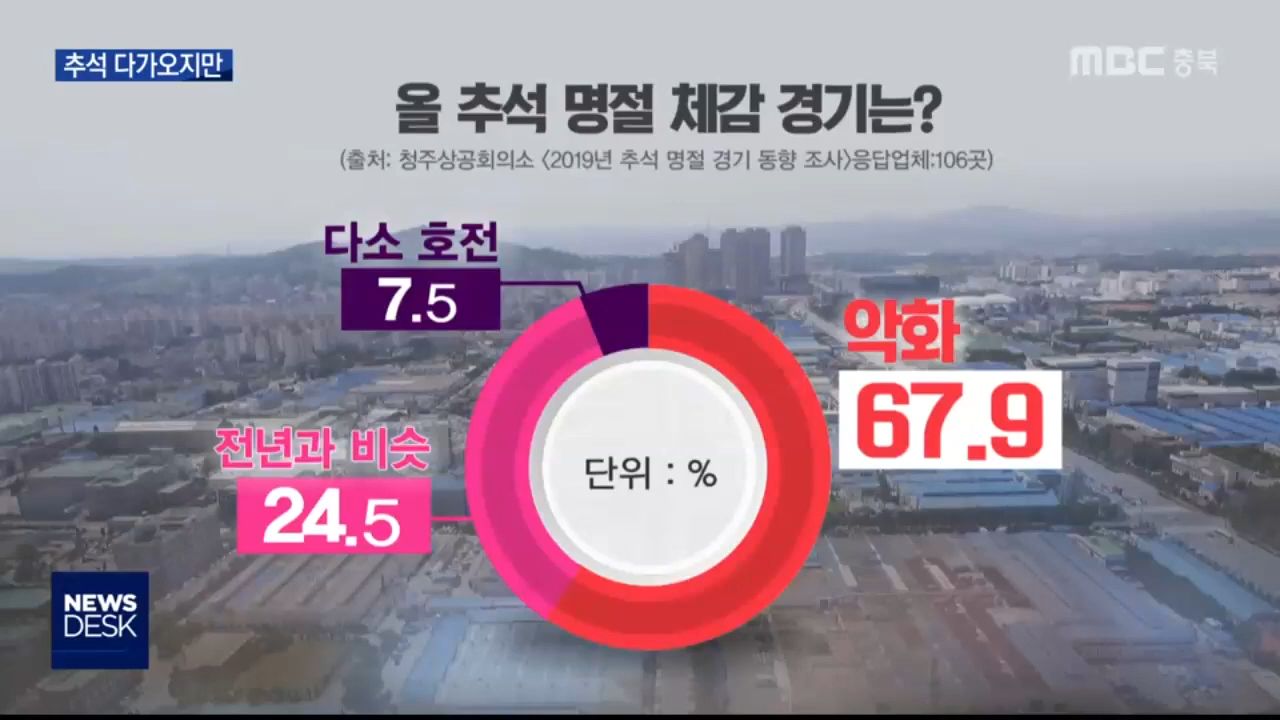 추석 다가오지만
MBC 충북
올 추석 명절 체감 경기는?
(출처: 청주상공회의소 〈2019년 추석 명절 경기 동향 조사〉응답업체:106곳)
다소 호전
7.5
악화
67.9
전년과 비슷
24.5
단위 : %
NEWS
DESK